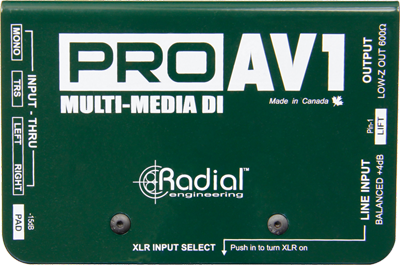 PRO AV1
MULTI-MEDIA DI
Made in Canada
Radial
engineering
INPUT - THRU
MONO
TRS
LEFT
RIGHT
PAD
-15dB
OUTPUT
LOW-Z OUT 600Ω
Pin-1
LIFT
LINE INPUT
BALANCED +4dB
XLR INPUT SELECT
Push in to turn XLR on